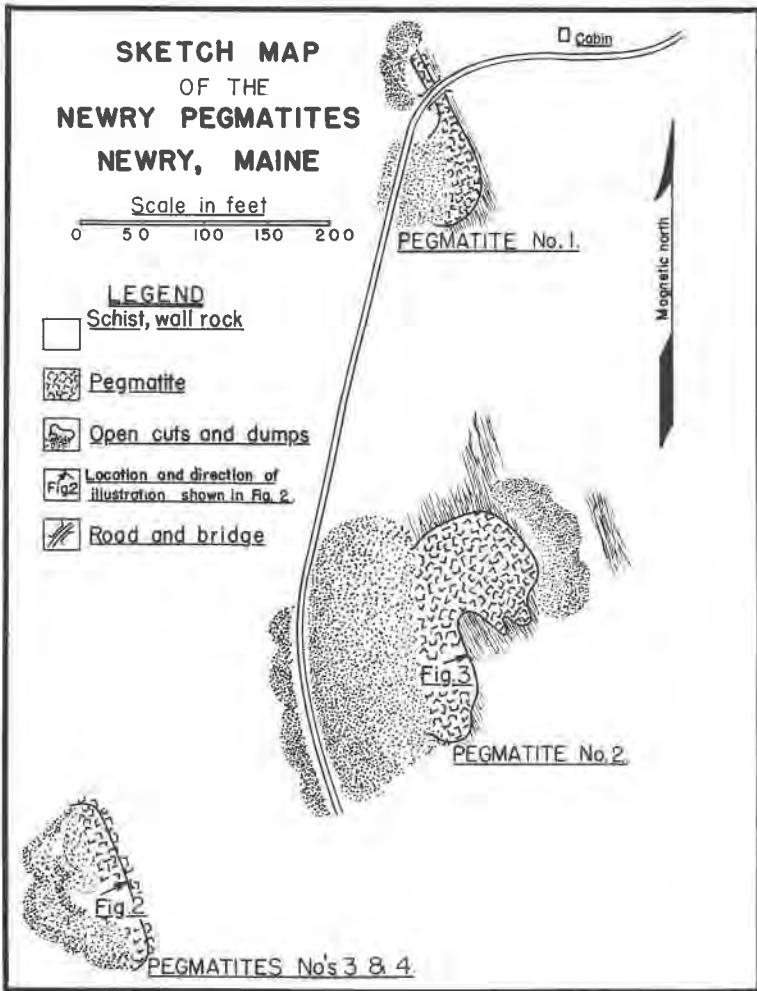 SKETCH MAP
OF THE
NEWRY PEGMATITES
NEWRY, MAINE
Scale in feet
0 50 100 150 200
LEGEND
Schist, wall rock
Pegmatite
Open cuts and dumps
Fig2
Location and direction of
illustration shown in Fig. 2.
Road and bridge
Cabin
PEGMATITE No. 1.
Magnetic north
Fig. 3
PEGMATITE No. 2.
Fig. 2
PEGMATITES No's 3 & 4.